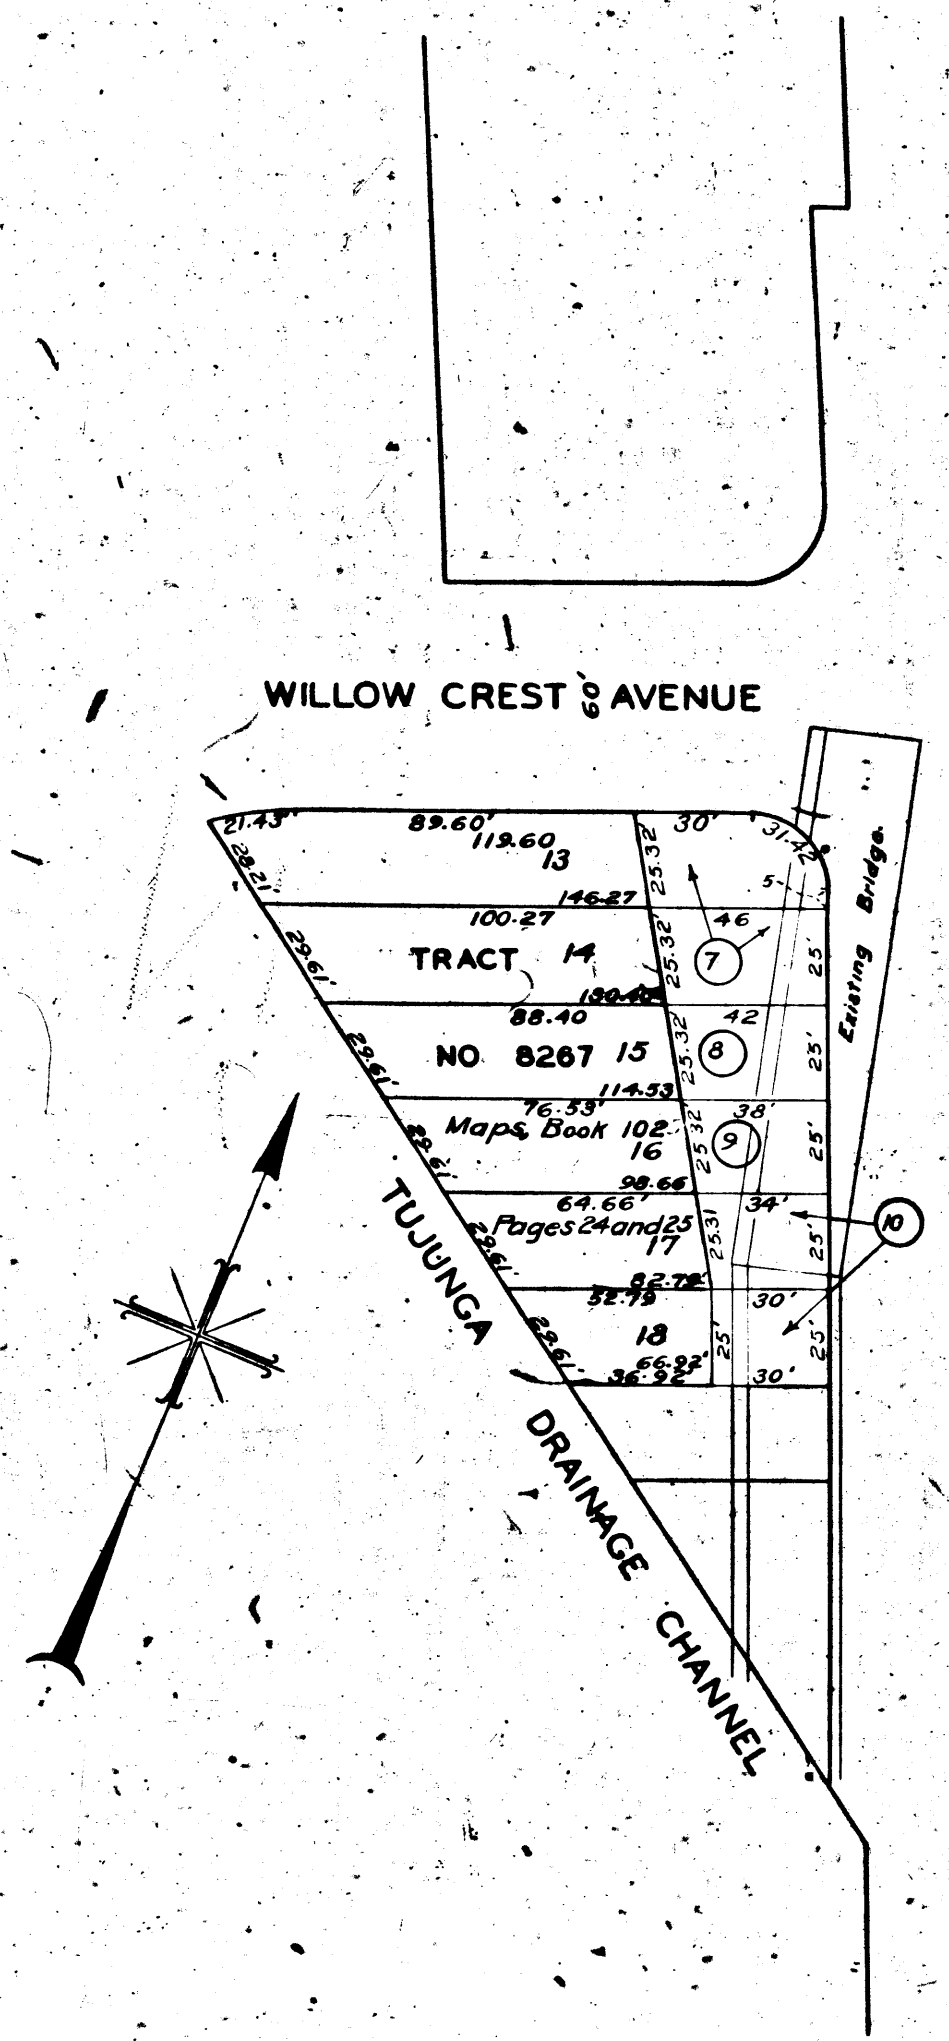 WILLOW CREST 60' AVENUE
21.43' 89.60' 30' 31.42
119.60
13
28.21' 25.32'
5
146.27
100.27 46
29.61' TRACT 14 25.32' 7 25' Existing Bridge.
130.40
88.40 42
29.61' NO 8267 15 25.32' 8 25'
114.53
76.53' 38'
Maps, Book 102
29.61' 16 25.32 9 25'
98.66
64.66' 34'
Pages 24 and 25 10
29.61' 17 25.31 25'
82.79'
52.79 30'
29.61' 18 25' 25'
66.92'
36.92' 30'
TUJUNGA DRAINAGE CHANNEL